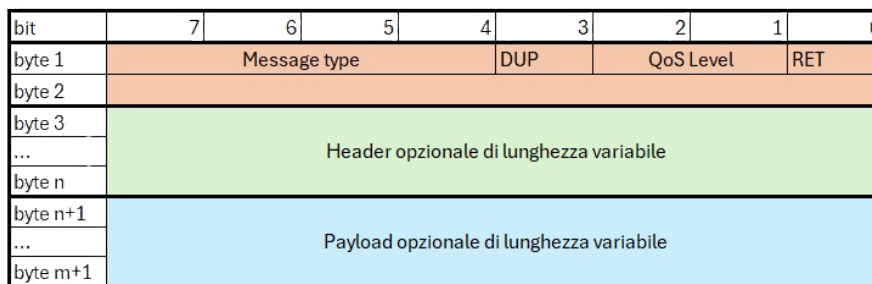 bit 7 6 5 4 3 2 1
byte 1 Message type DUP QoS Level RET
byte 2
byte 3
... Header opzionale di lunghezza variabile
byte n
byte n+1
... Payload opzionale di lunghezza variabile
byte m+1